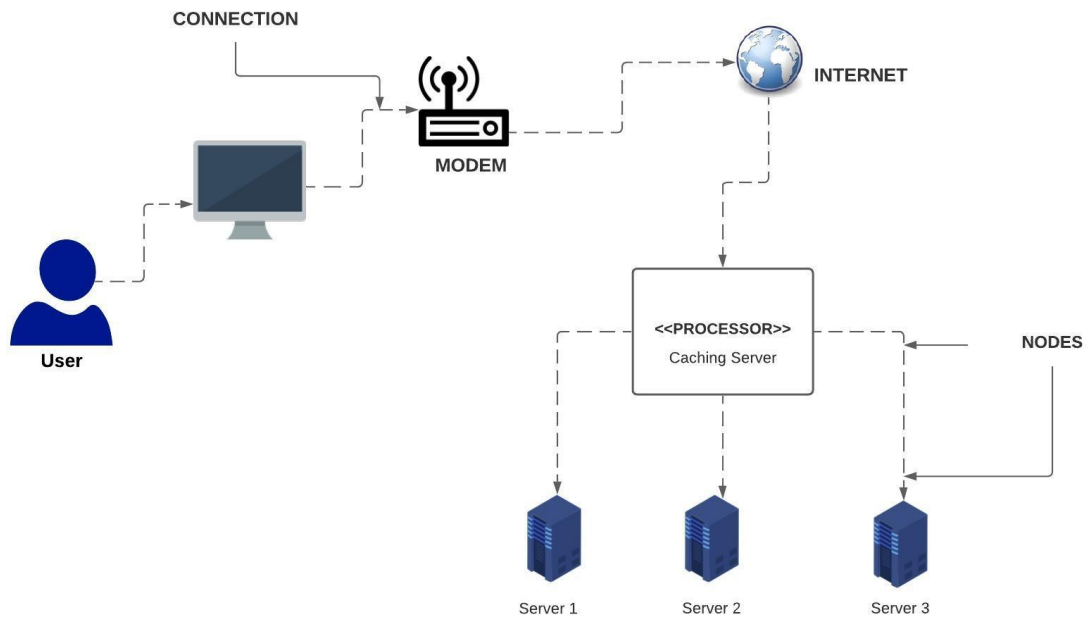 CONNECTION
INTERNET
MODEM
User
<<PROCESSOR>>
Caching Server
NODES
Server 1
Server 2
Server 3